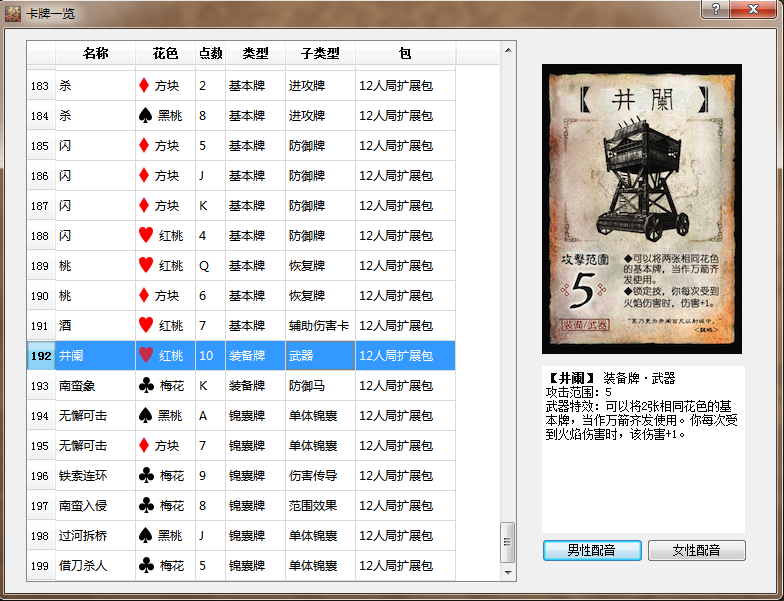 卡牌一览
? X
名称 花色 点数 类型 子类型 包
183 杀 方块 2 基本牌 进攻牌 12人局扩展包
184 杀 黑桃 8 基本牌 进攻牌 12人局扩展包
185 闪 方块 5 基本牌 防御牌 12人局扩展包
186 闪 方块 J 基本牌 防御牌 12人局扩展包
187 闪 方块 K 基本牌 防御牌 12人局扩展包
188 闪 红桃 4 基本牌 防御牌 12人局扩展包
189 桃 红桃 Q 基本牌 恢复牌 12人局扩展包
190 桃 方块 6 基本牌 恢复牌 12人局扩展包
191 酒 红桃 7 基本牌 辅助伤害卡 12人局扩展包
192 井阑 红桃 10 装备牌 武器 12人局扩展包
193 南蛮象 梅花 K 装备牌 防御马 12人局扩展包
194 无懈可击 黑桃 A 锦囊牌 单体锦囊 12人局扩展包
195 无懈可击 方块 7 锦囊牌 单体锦囊 12人局扩展包
196 铁索连环 梅花 9 锦囊牌 伤害传导 12人局扩展包
197 南蛮入侵 梅花 8 锦囊牌 范围效果 12人局扩展包
198 过河拆桥 黑桃 J 锦囊牌 单体锦囊 12人局扩展包
199 借刀杀人 梅花 5 锦囊牌 单体锦囊 12人局扩展包
【井闌】
攻擊范圍
5
◆可以将两张相同花色
的基本牌，当作万箭齐
发使用。
◆锁定技，你每次受到
火焰伤害时，伤害+1。
装備/武器
【井阑】 装备牌·武器
攻击范围：5
武器特效：可以将2张相同花色的基
本牌，当作万箭齐发使用。你每次受
到火焰伤害时，该伤害+1。
男性配音 女性配音